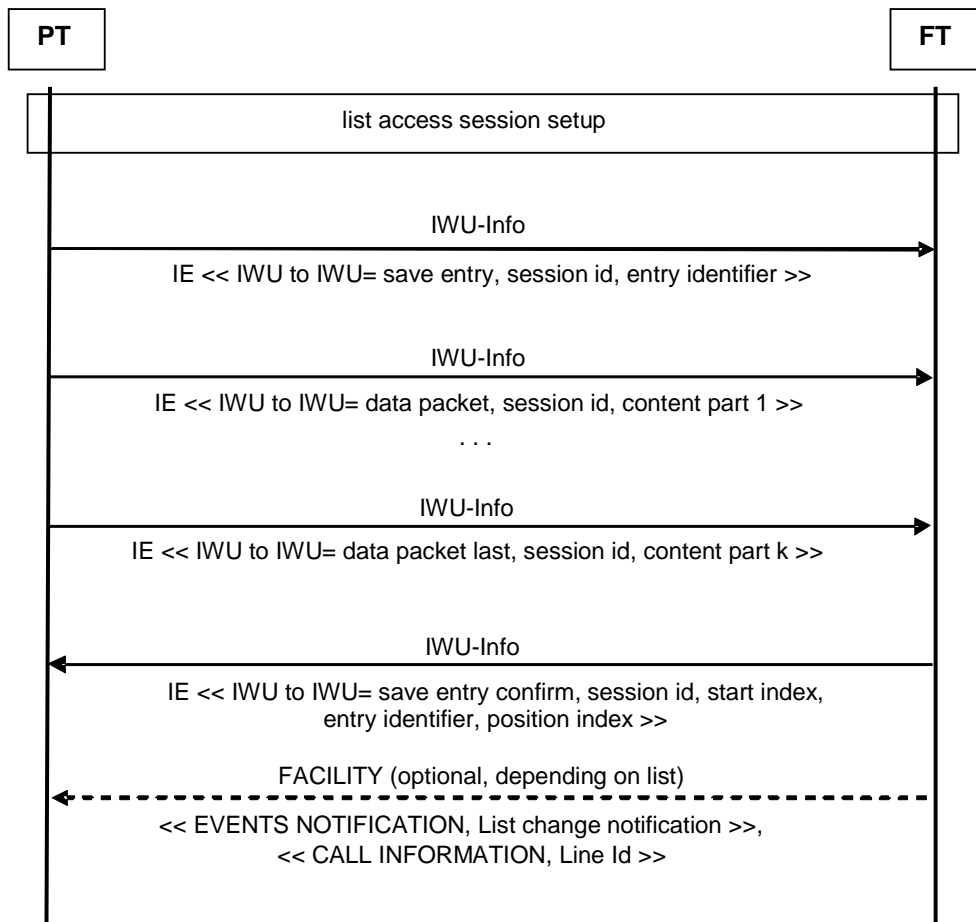 PT
FT
list access session setup
IWU-Info
IE << IWU to IWU= save entry, session id, entry identifier >>
IWU-Info
IE << IWU to IWU= data packet, session id, content part 1 >>
. . .
IWU-Info
IE << IWU to IWU= data packet last, session id, content part k >>
IWU-Info
IE << IWU to IWU= save entry confirm, session id, start index,
entry identifier, position index >>
FACILITY (optional, depending on list)
<< EVENTS NOTIFICATION, List change notification >>,
<< CALL INFORMATION, Line Id >>